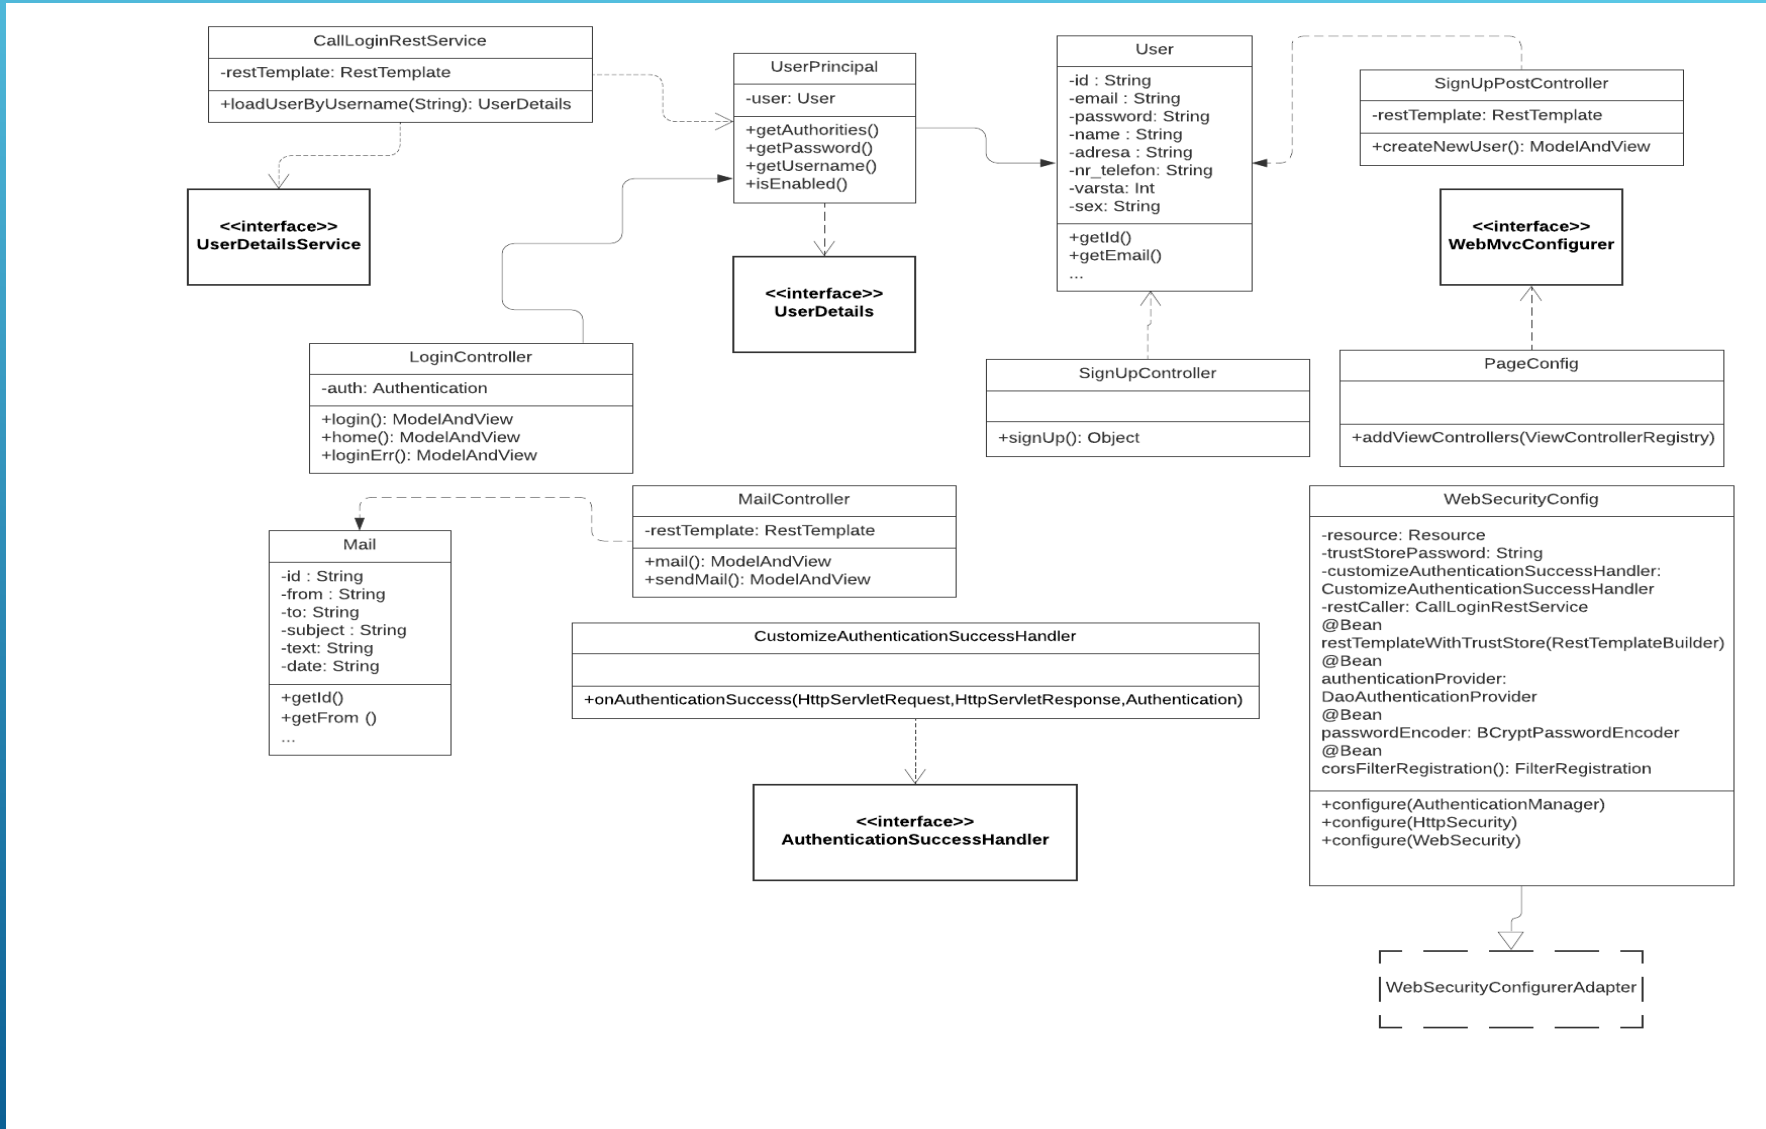 CallLoginRestService
-restTemplate: RestTemplate
+loadUserByUsername(String): UserDetails
<<interface>>
UserDetailsService
UserPrincipal
-user: User
+getAuthorities()
+getPassword()
+getUsername()
+isEnabled()
<<interface>>
UserDetails
User
-id : String
-email : String
-password: String
-name : String
-adresa : String
-nr_telefon: String
-varsta: Int
-sex: String
+getId()
+getEmail()
...
SignUpPostController
-restTemplate: RestTemplate
+createNewUser(): ModelAndView
<<interface>>
WebMvcConfigurer
LoginController
-auth: Authentication
+login(): ModelAndView
+home(): ModelAndView
+loginErr(): ModelAndView
SignUpController
+signUp(): Object
PageConfig
+addViewControllers(ViewControllerRegistry)
Mail
-id : String
-from : String
-to: String
-subject : String
-text: String
-date: String
+getId()
+getFrom ()
...
MailController
-restTemplate: RestTemplate
+mail(): ModelAndView
+sendMail(): ModelAndView
CustomizeAuthenticationSuccessHandler
+onAuthenticationSuccess(HttpServletRequest,HttpServletResponse,Authentication)
<<interface>>
AuthenticationSuccessHandler
WebSecurityConfig
-resource: Resource
-trustStorePassword: String
-customizeAuthenticationSuccessHandler:
CustomizeAuthenticationSuccessHandler
-restCaller: CallLoginRestService
@Bean
restTemplateWithTrustStore(RestTemplateBuilder)
@Bean
authenticationProvider:
DaoAuthenticationProvider
@Bean
passwordEncoder: BCryptPasswordEncoder
@Bean
corsFilterRegistration(): FilterRegistration
+configure(AuthenticationManager)
+configure(HttpSecurity)
+configure(WebSecurity)
WebSecurityConfigurerAdapter